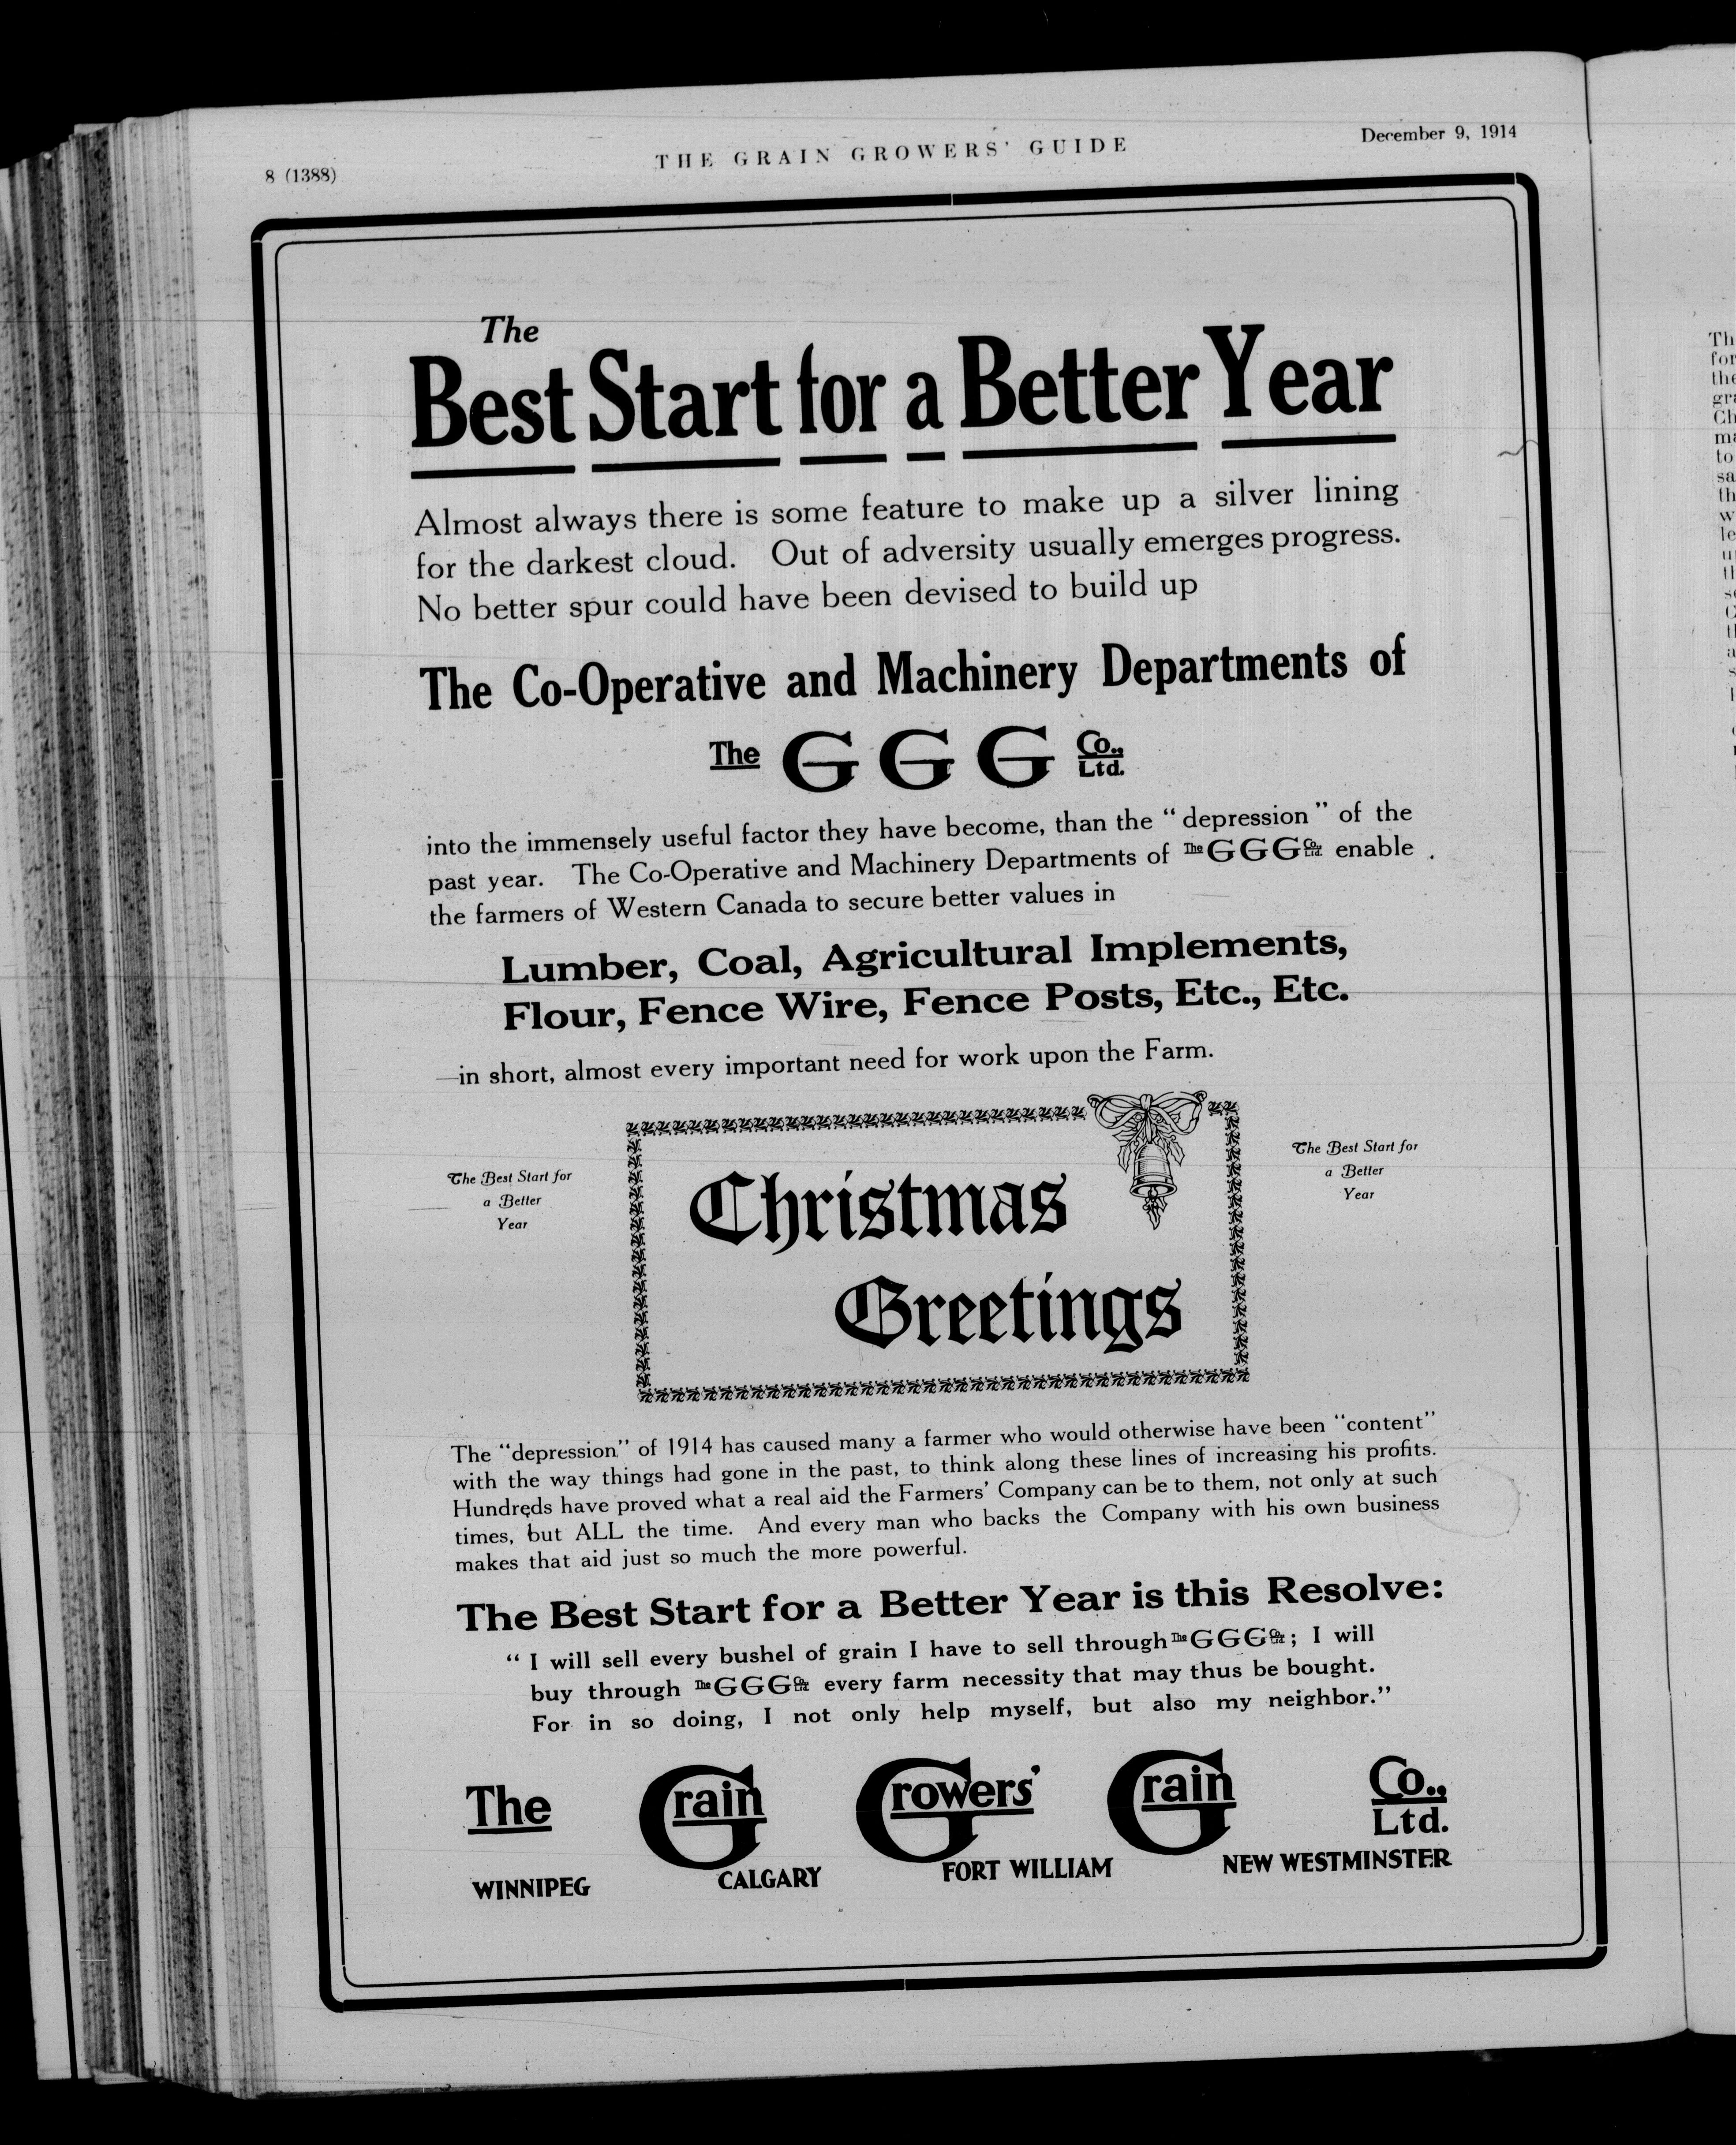 8 (1388)
THE GRAIN GROWERS' GUIDE
December 9, 1914
The
Best Start for a Better Year
Almost always there is some feature to make up a silver lining
for the darkest cloud. Out of adversity usually emerges progress.
No better spur could have been devised to build up
The Co-Operative and Machinery Departments of
The GGG Co., Ltd.
into the immensely useful factor they have become, than the “depression” of the
past year. The Co-Operative and Machinery Departments of The GGG Co. Ltd. enable
the farmers of Western Canada to secure better values in
Lumber, Coal, Agricultural Implements,
Flour, Fence Wire, Fence Posts, Etc., Etc.
—in short, almost every important need for work upon the Farm.
The Best Start for
a Better
Year
Christmas
Greetings
The Best Start for
a Better
Year
The “depression” of 1914 has caused many a farmer who would otherwise have been “content”
with the way things had gone in the past, to think along these lines of increasing his profits.
Hundreds have proved what a real aid the Farmers' Company can be to them, not only at such
times, but ALL the time. And every man who backs the Company with his own business
makes that aid just so much the more powerful.
The Best Start for a Better Year is this Resolve:
“I will sell every bushel of grain I have to sell through The GGG Co. Ltd.; I will
buy through The GGG Co. Ltd. every farm necessity that may thus be bought.
For in so doing, I not only help myself, but also my neighbor.”
The Grain Growers' Grain Co., Ltd.
WINNIPEG CALGARY FORT WILLIAM NEW WESTMINSTER